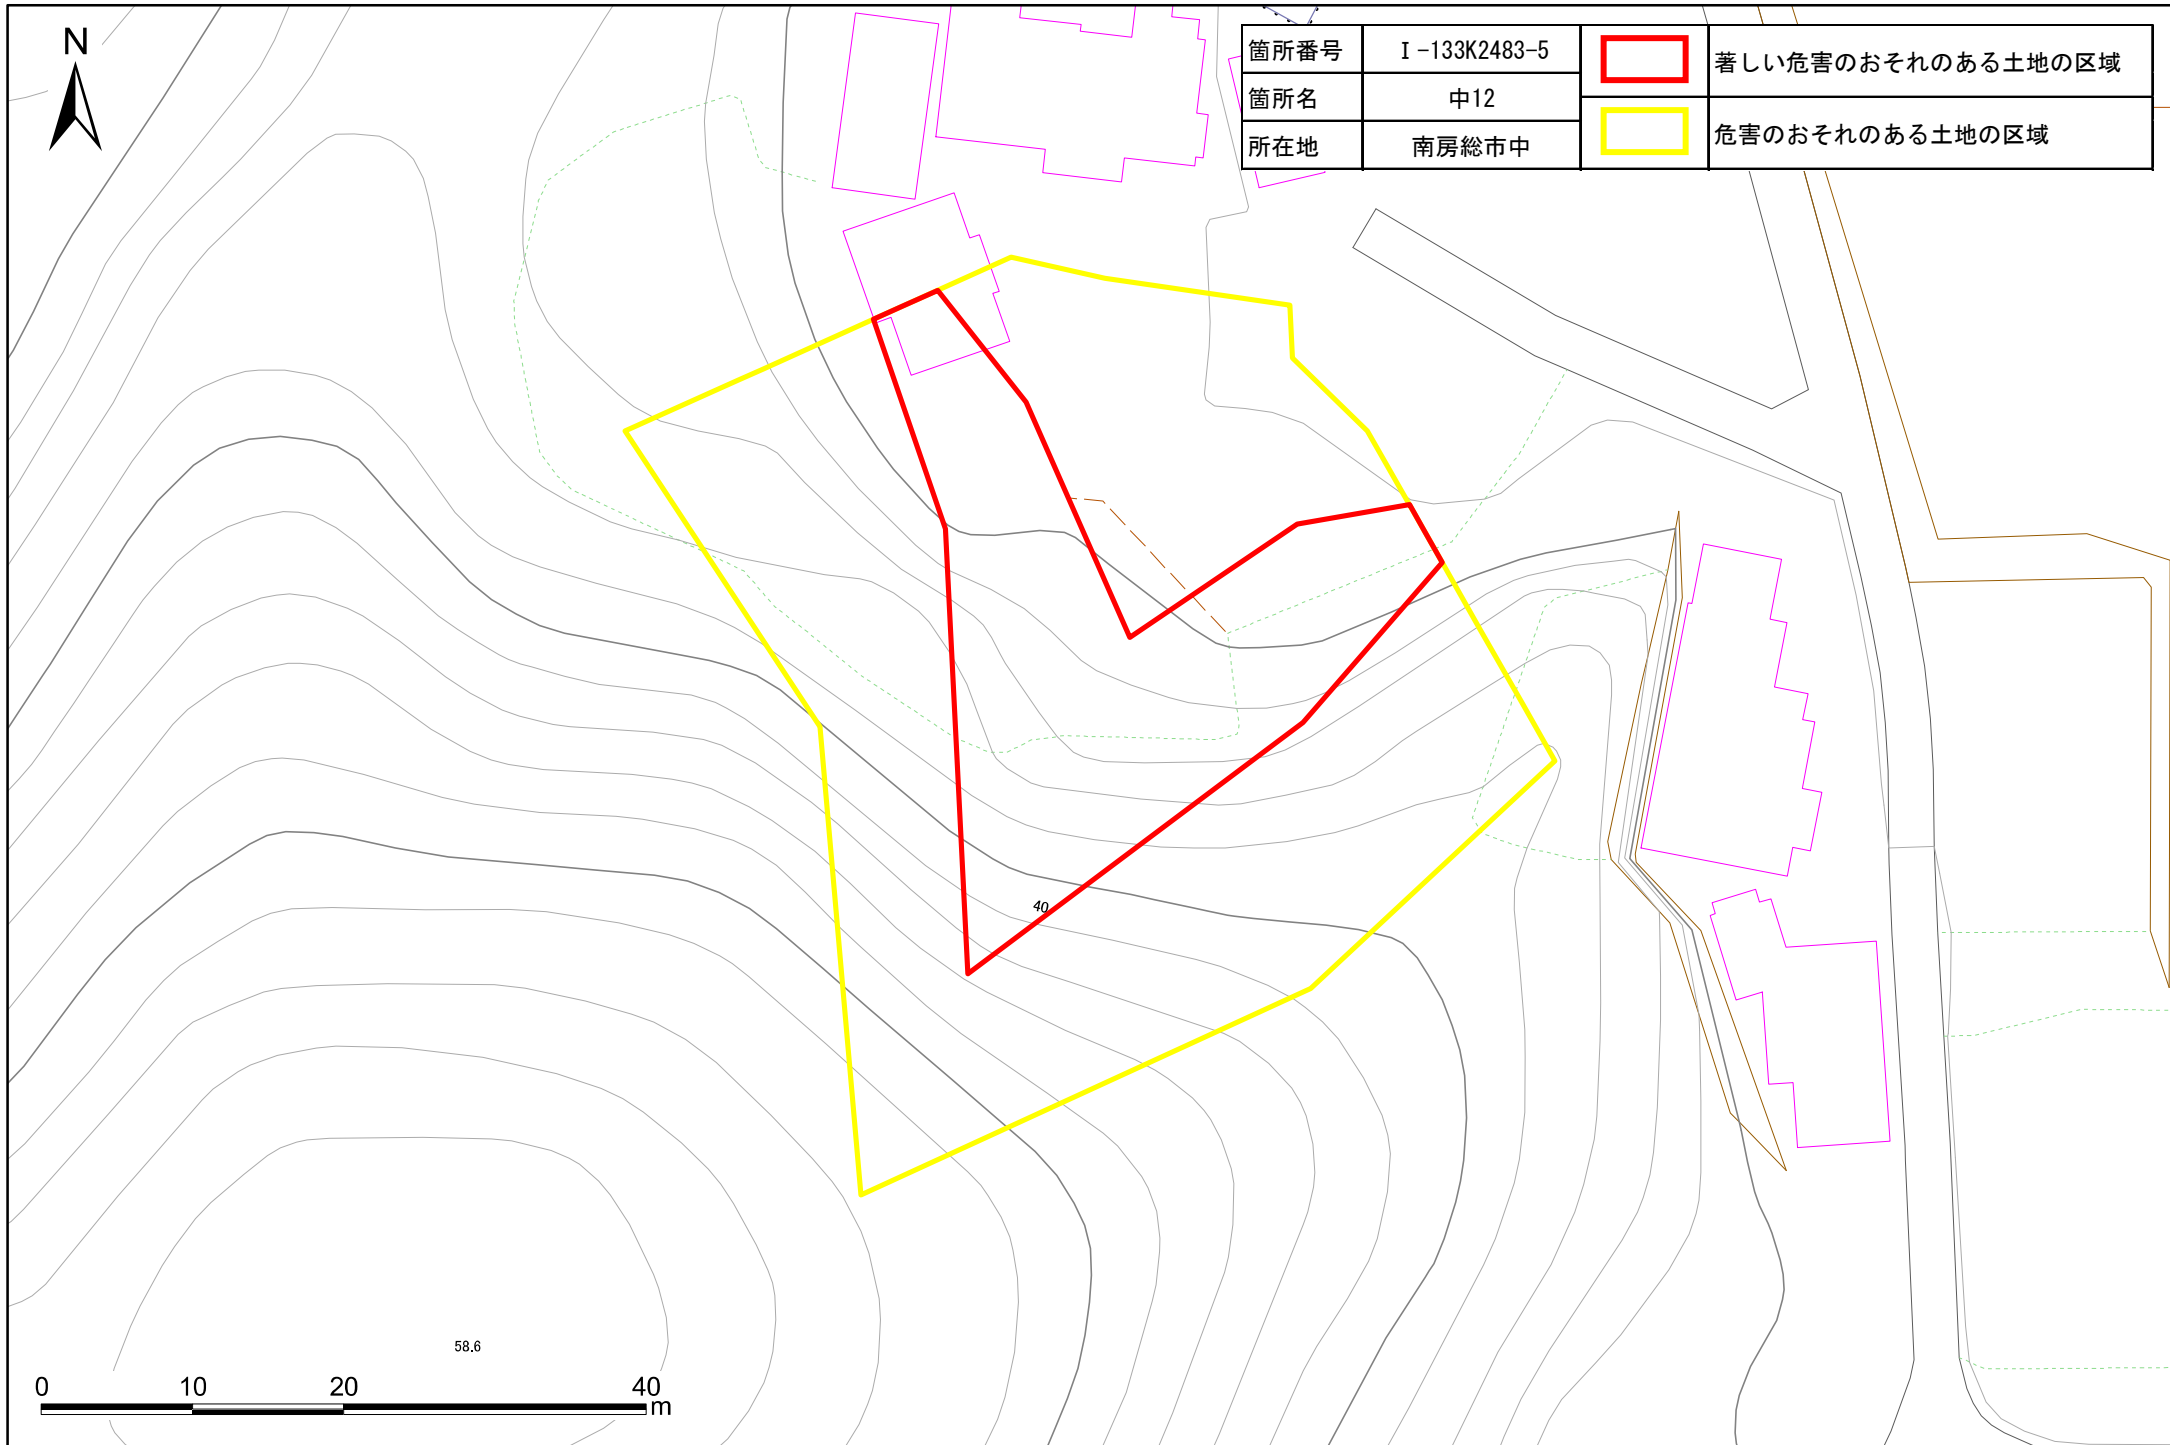 N
箇所番号 Ⅰ-133K2483-5
著しい危害のおそれのある土地の区域
箇所名 中12
危害のおそれのある土地の区域
所在地 南房総市中
40
58.6
0 10 20 40
m